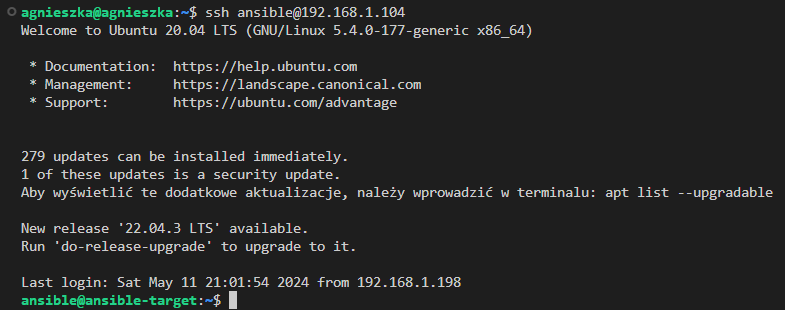 agnieszka@agnieszka:~$ ssh ansible@192.168.1.104
Welcome to Ubuntu 20.04 LTS (GNU/Linux 5.4.0-177-generic x86_64)
* Documentation: https://help.ubuntu.com
* Management: https://landscape.canonical.com
* Support: https://ubuntu.com/advantage
279 updates can be installed immediately.
1 of these updates is a security update.
Aby wyświetlić te dodatkowe aktualizacje, należy wprowadzić w terminalu: apt list --upgradable
New release '22.04.3 LTS' available.
Run 'do-release-upgrade' to upgrade to it.
Last login: Sat May 11 21:01:54 2024 from 192.168.1.198
ansible@ansible-target:~$